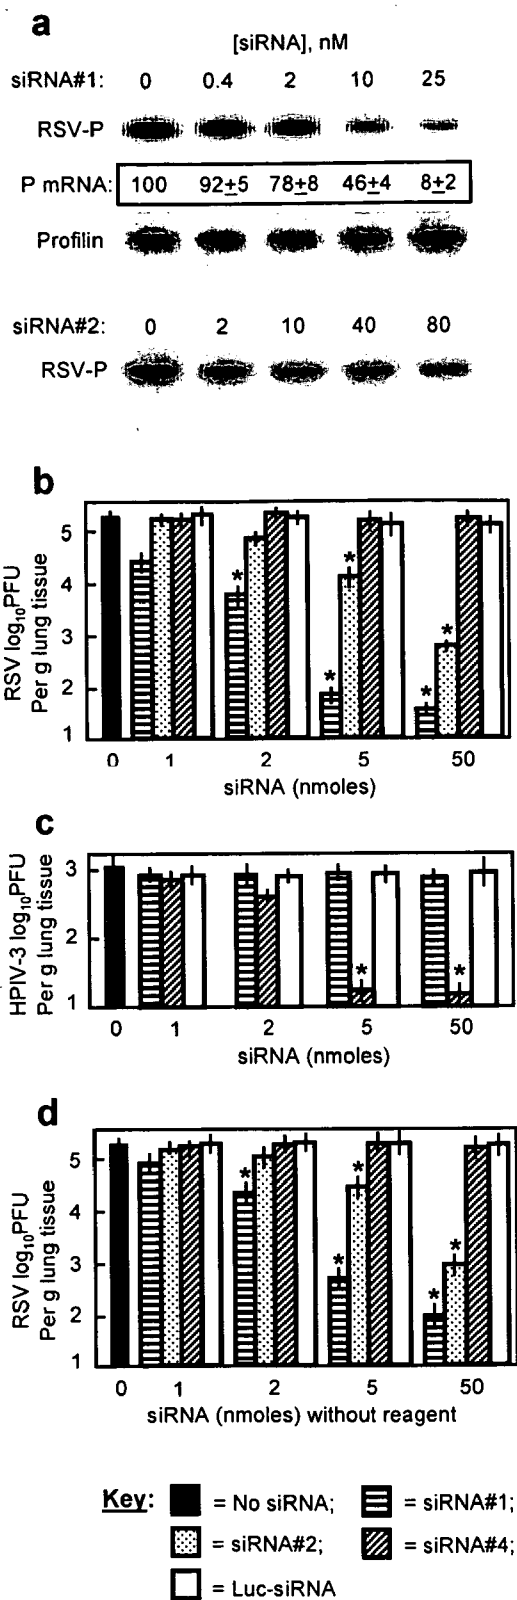 a
[siRNA], nM
siRNA#1: 0 0.4 2 10 25
RSV-P
P mRNA: 100 92±5 78±8 46±4 8±2
Profilin
siRNA#2: 0 2 10 40 80
RSV-P
b
RSV log10PFU
Per g lung tissue
5
4
3
2
1
* * * * *
0 1 2 5 50
siRNA (nmoles)
c
HPIV-3 log10PFU
Per g lung tissue
3
2
1
* *
0 1 2 5 50
siRNA (nmoles)
d
RSV log10PFU
Per g lung tissue
5
4
3
2
1
* * * * *
0 1 2 5 50
siRNA (nmoles) without reagent
Key: = No siRNA; = siRNA#1;
= siRNA#2; = siRNA#4;
= Luc-siRNA